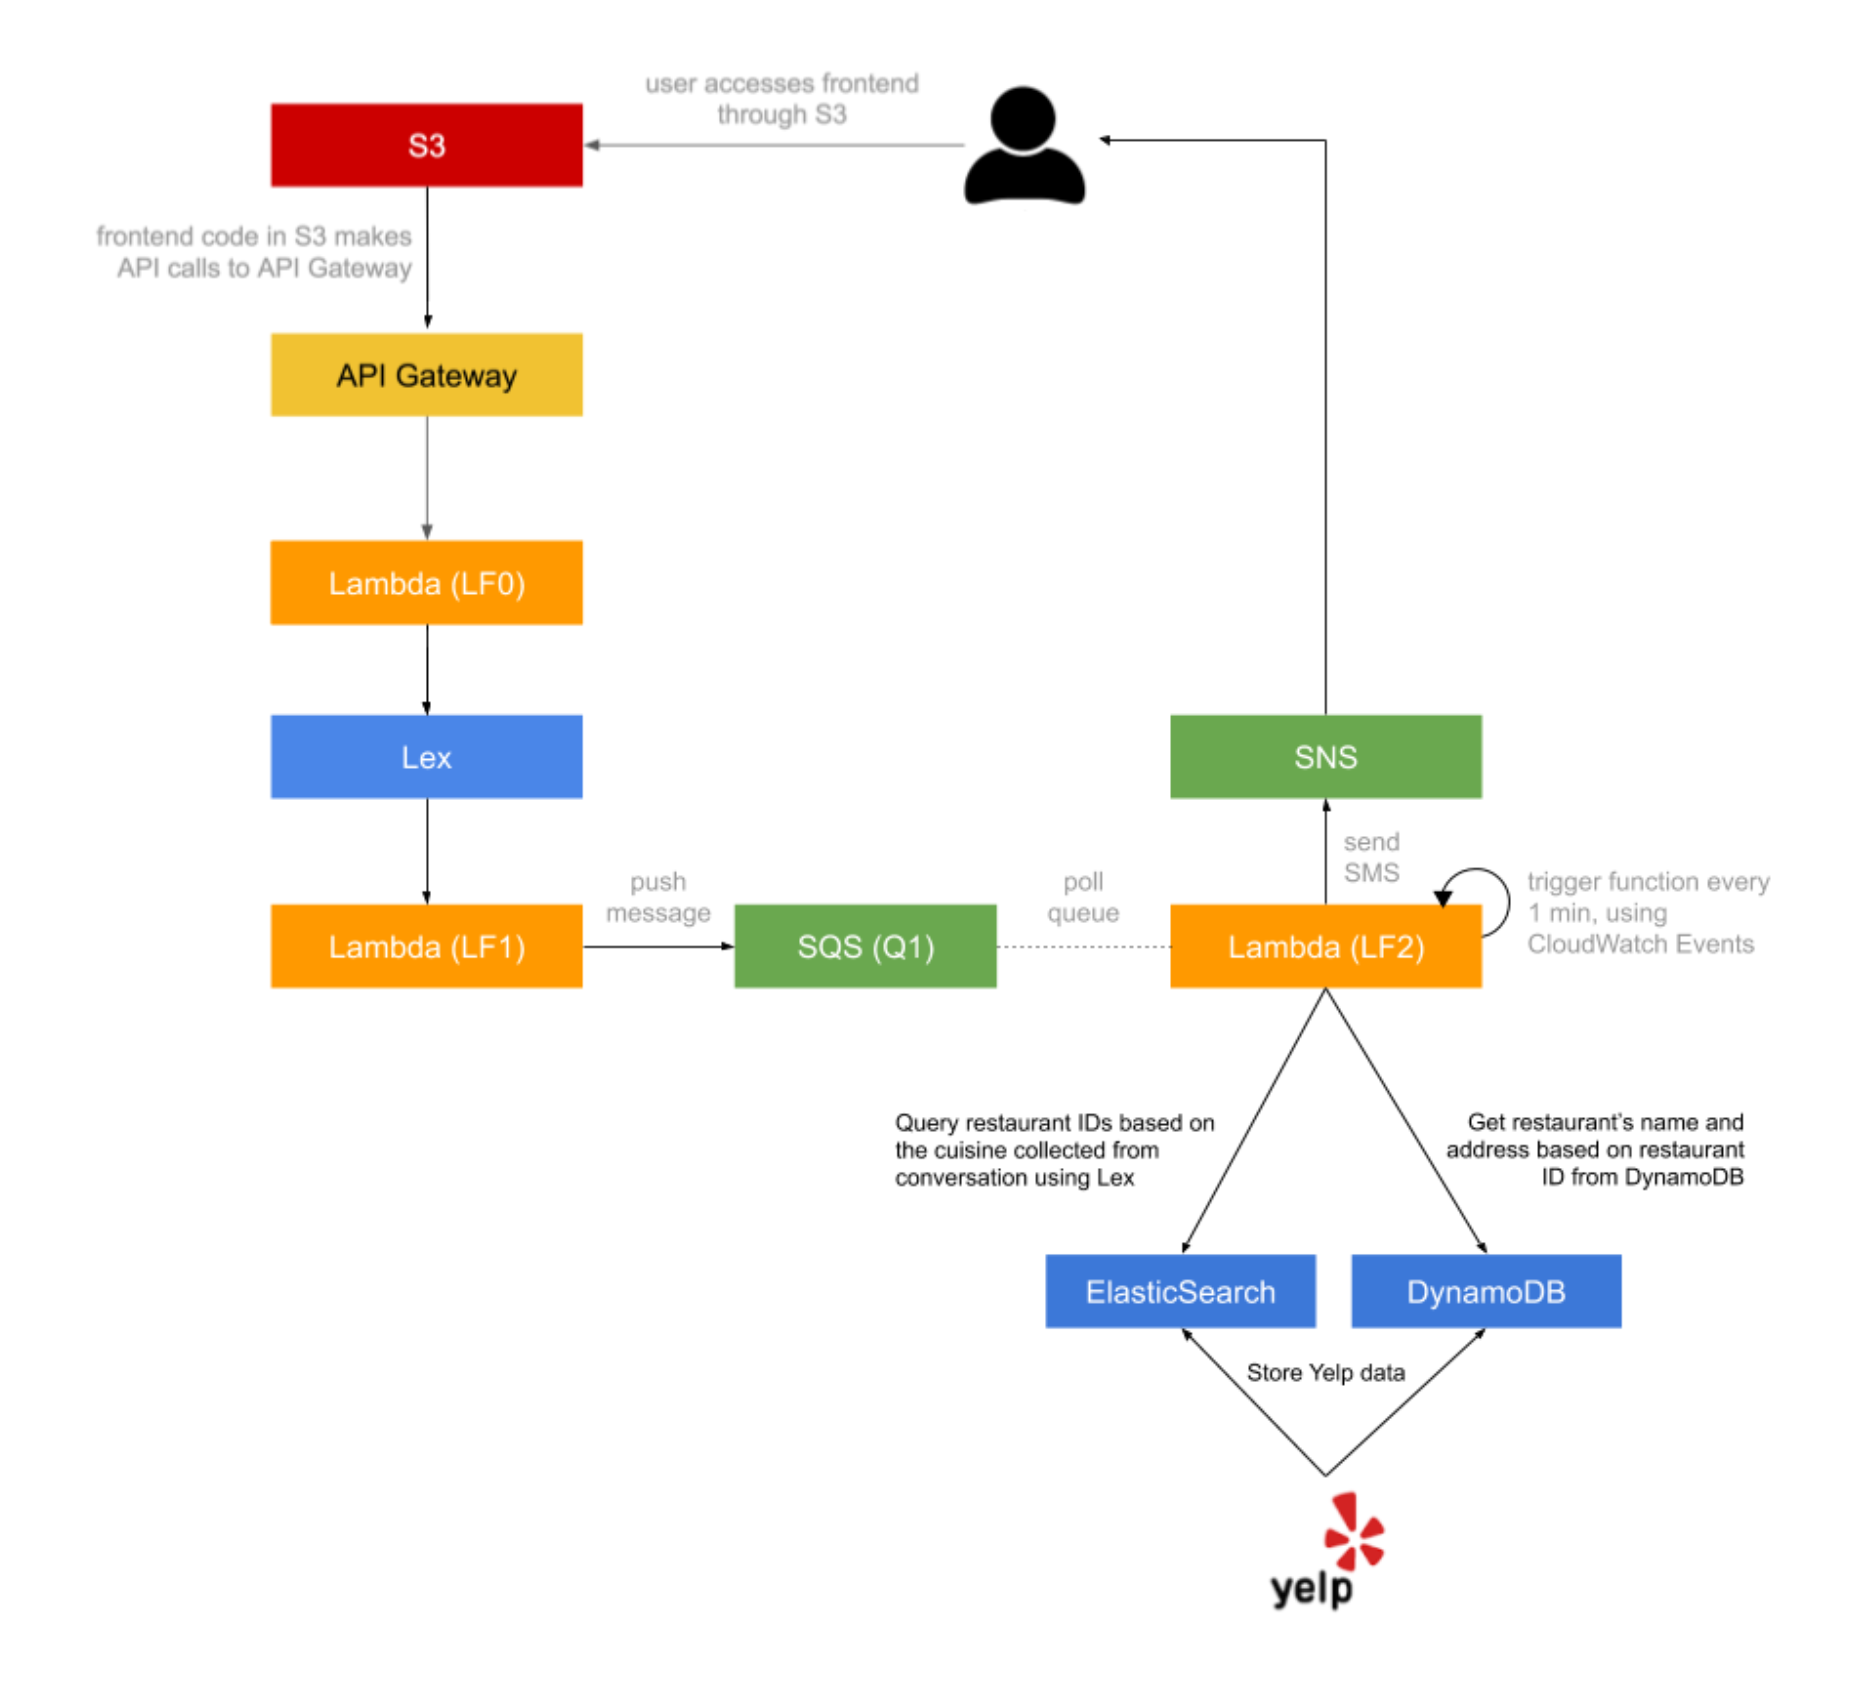 user accesses frontend
through S3
S3
frontend code in S3 makes
API calls to API Gateway
API Gateway
Lambda (LF0)
Lex
SNS
send
SMS
push
message
poll
queue
trigger function every
1 min, using
CloudWatch Events
Lambda (LF1)
SQS (Q1)
Lambda (LF2)
Query restaurant IDs based on
the cuisine collected from
conversation using Lex
Get restaurant's name and
address based on restaurant
ID from DynamoDB
ElasticSearch
DynamoDB
Store Yelp data
yelp